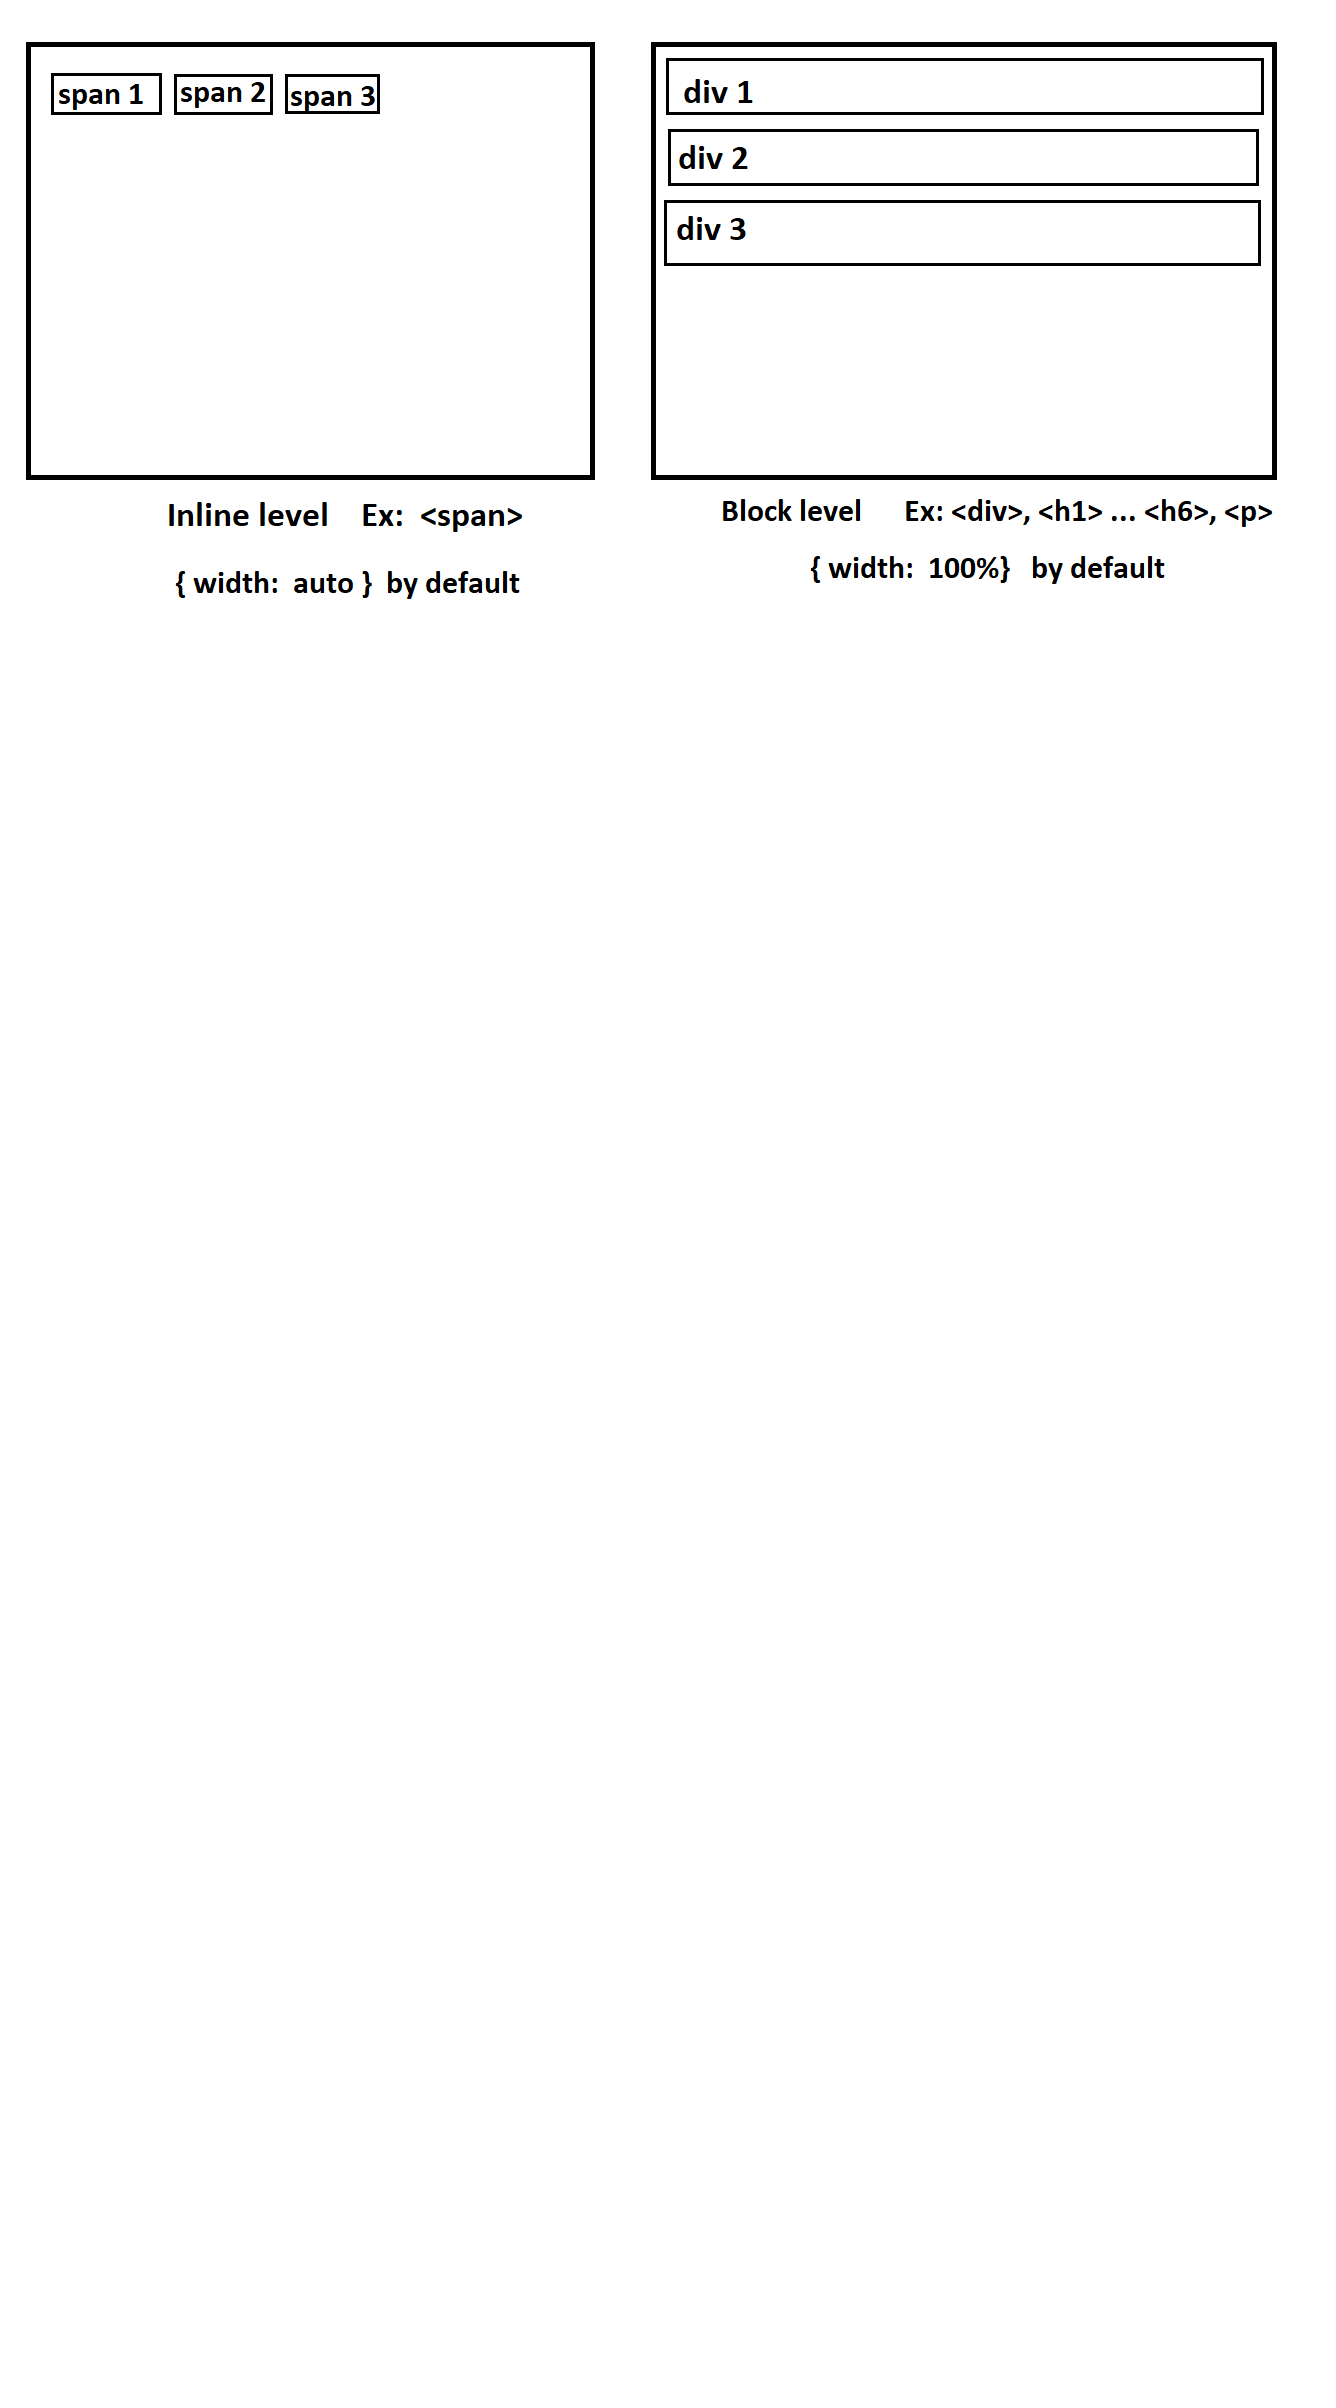 span 1 span 2 span 3
Inline level Ex: <span>
{ width: auto } by default
div 1
div 2
div 3
Block level Ex: <div>, <h1> ... <h6>, <p>
{ width: 100%} by default